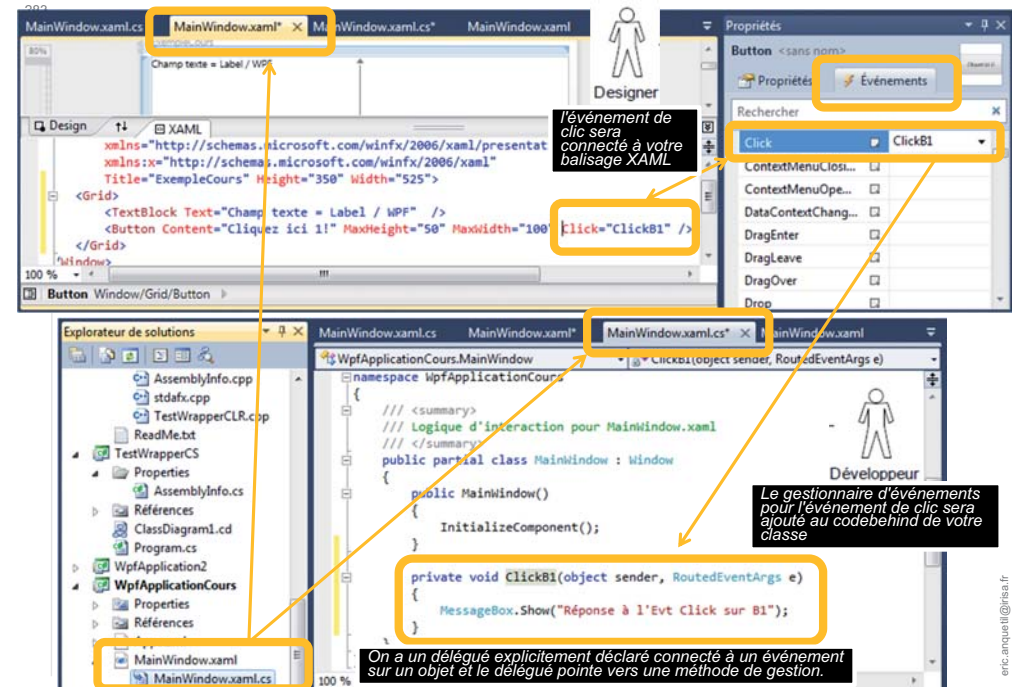 283
MainWindow.xaml.cs MainWindow.xaml* MainWindow.xaml.cs* MainWindow.xaml
80%
ExempleCours
Champ texte = Label / WPF
Designer
Propriétés
Button <sans nom>
Propriétés Événements
Rechercher
Click ClickB1
ContextMenuClosi...
ContextMenuOpe...
DataContextChang...
DragEnter
DragLeave
DragOver
Drop
l'événement de
clic sera
connecté à votre
balisage XAML
Design XAML
xmlns="http://schemas.microsoft.com/winfx/2006/xaml/presentat
xmlns:x="http://schemas.microsoft.com/winfx/2006/xaml"
Title="ExempleCours" Height="350" Width="525">
<Grid>
<TextBlock Text="Champ texte = Label / WPF" />
<Button Content="Cliquez ici 1!" MaxHeight="50" MaxWidth="100" Click="ClickB1" />
</Grid>
Window>
100 %
Button Window/Grid/Button
Explorateur de solutions
AssemblyInfo.cpp
stdafx.cpp
TestWrapperCLR.cpp
ReadMe.txt
TestWrapperCS
Properties
AssemblyInfo.cs
Références
ClassDiagram1.cd
Program.cs
WpfApplication2
WpfApplicationCours
Properties
Références
MainWindow.xaml
MainWindow.xaml.cs
MainWindow.xaml.cs MainWindow.xaml* MainWindow.xaml.cs* MainWindow.xaml
WpfApplicationCours.MainWindow ClickB1(object sender, RoutedEventArgs e)
namespace WpfApplicationCours
{
/// <summary>
/// Logique d'interaction pour MainWindow.xaml
/// </summary>
public partial class MainWindow : Window
{
public MainWindow()
{
InitializeComponent();
}
private void ClickB1(object sender, RoutedEventArgs e)
{
MessageBox.Show("Réponse à l'Evt Click sur B1");
}
100 %
Développeur
Le gestionnaire d'événements
pour l'événement de clic sera
ajouté au codebehind de votre
classe
On a un délégué explicitement déclaré connecté à un événement
sur un objet et le délégué pointe vers une méthode de gestion.
eric.anquetil@irisa.fr